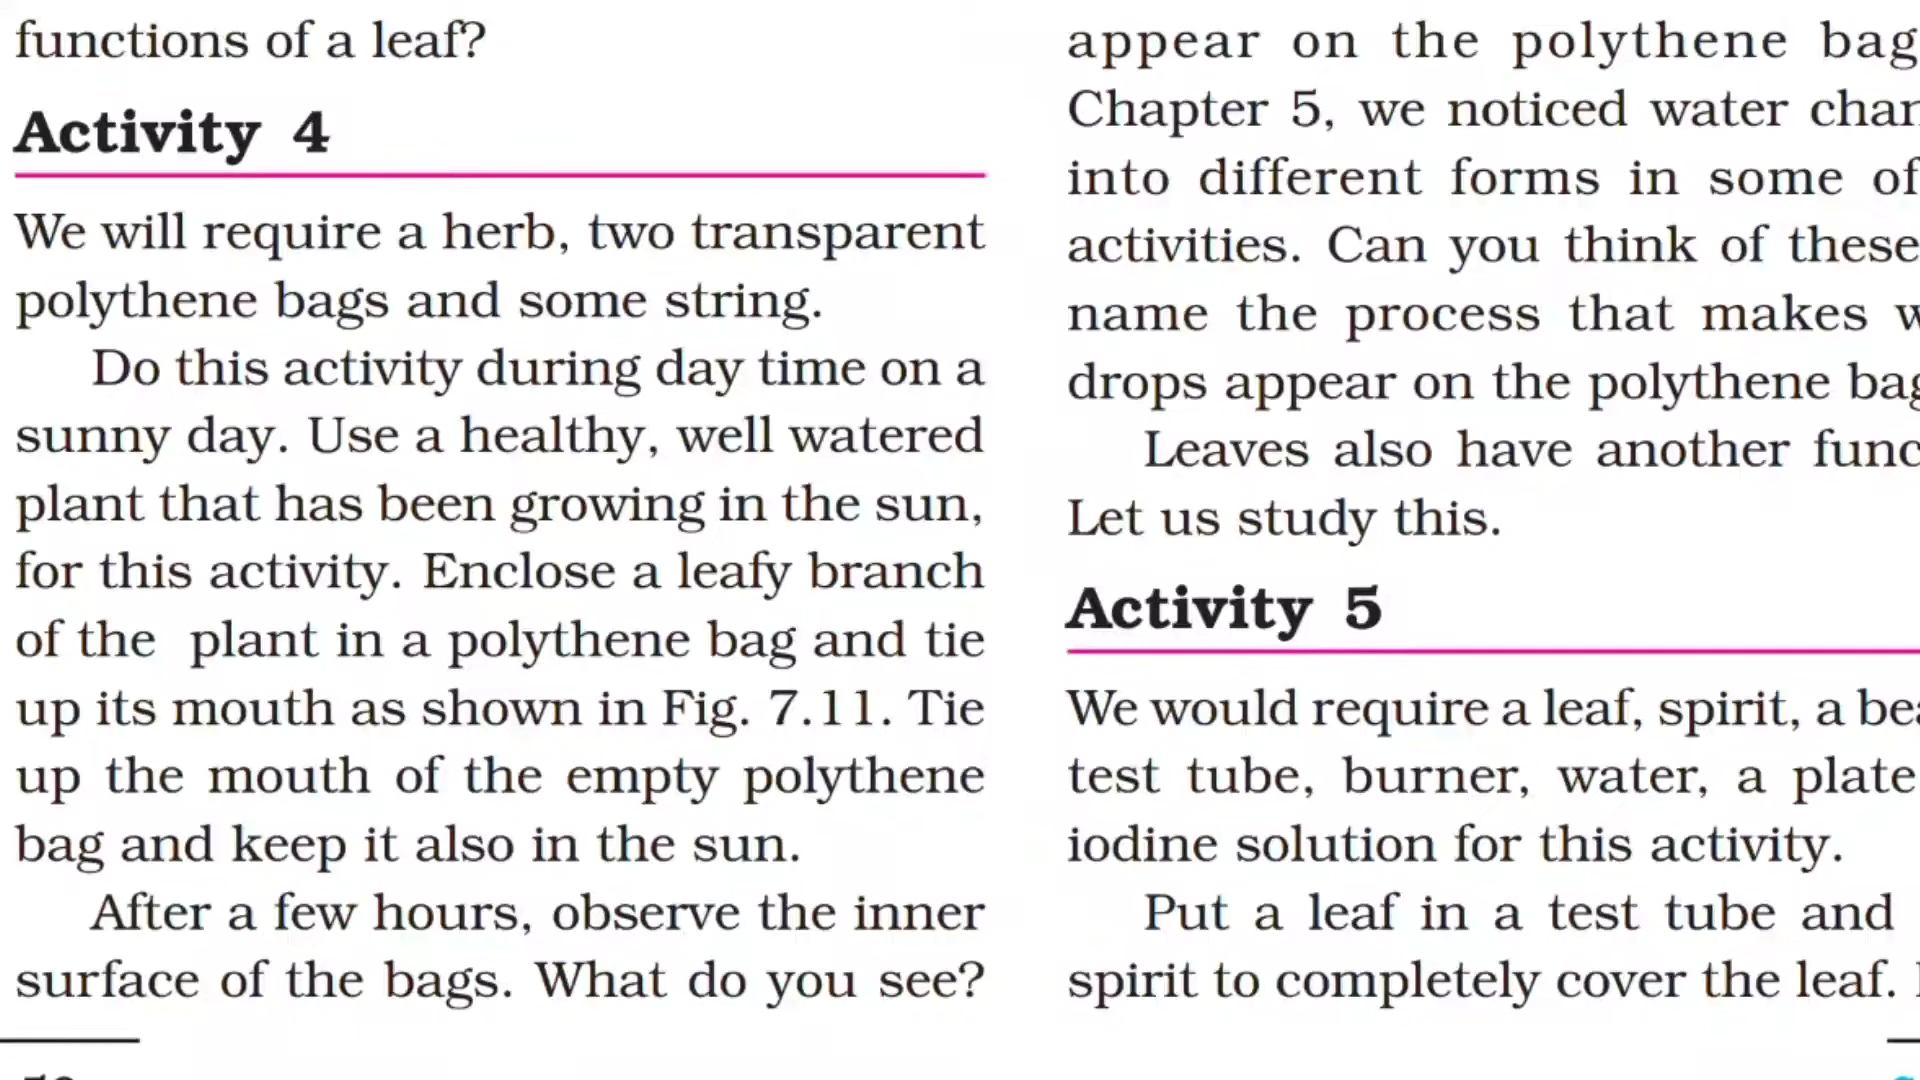 functions of a leaf?
Activity 4
We will require a herb, two transparent
polythene bags and some string.
Do this activity during day time on a
sunny day. Use a healthy, well watered
plant that has been growing in the sun,
for this activity. Enclose a leafy branch
of the plant in a polythene bag and tie
up its mouth as shown in Fig. 7.11. Tie
up the mouth of the empty polythene
bag and keep it also in the sun.
After a few hours, observe the inner
surface of the bags. What do you see?
appear on the polythene bag
Chapter 5, we noticed water
into different forms in some of
activities. Can you think of these
name the process that makes
drops appear on the polythene
Leaves also have another
Let us study this.
Activity 5
We would require a leaf, spirit, a
test tube, burner, water, a plate
iodine solution for this activity.
Put a leaf in a test tube and
spirit to completely cover the leaf.